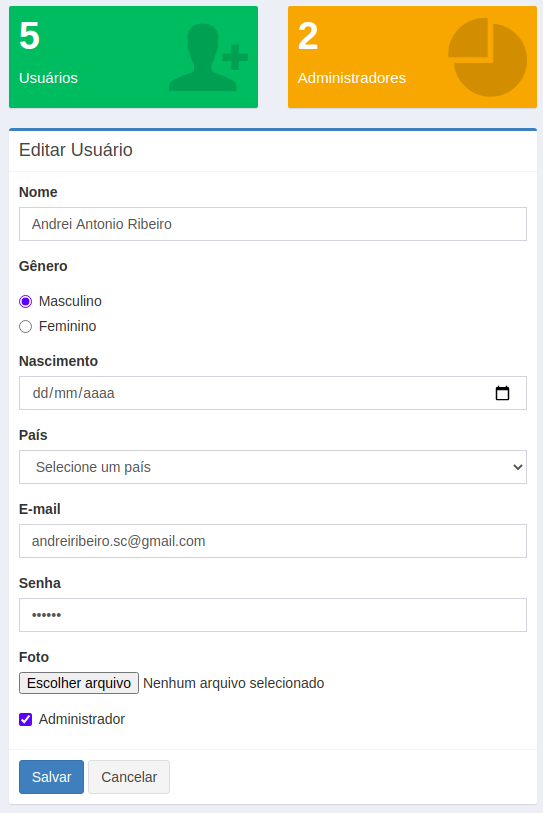 5
Usuários
2
Administradores
Editar Usuário
Nome
Andrei Antonio Ribeiro
Gênero
Masculino
Feminino
Nascimento
dd/mm/aaaa
País
Selecione um país
E-mail
andreiribeiro.sc@gmail.com
Senha
••••••
Foto
Escolher arquivo Nenhum arquivo selecionado
Administrador
Salvar Cancelar